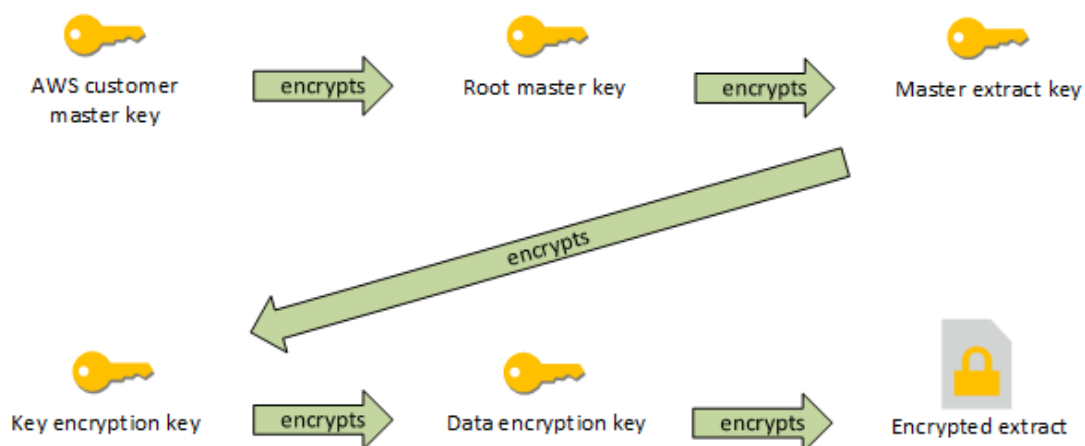 AWS customer
master key
encrypts
Root master key
encrypts
Master extract key
encrypts
Key encryption key
encrypts
Data encryption key
encrypts
Encrypted extract